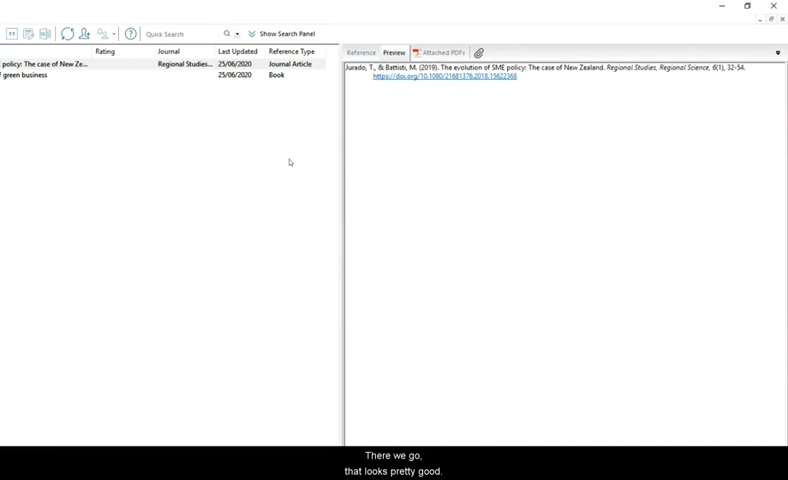 Quick Search
Show Search Panel
Rating Journal Last Updated Reference Type
policy: The case of New Ze... Regional Studies... 25/06/2020 Journal Article
f green business 25/06/2020 Book
Reference Preview Attached PDFs
Jurado, T., & Battisti, M. (2019). The evolution of SME policy: The case of New Zealand. Regional Studies, Regional Science, 6(1), 32-54.
https://doi.org/10.1080/21681376.2018.15622368
There we go,
that looks pretty good.